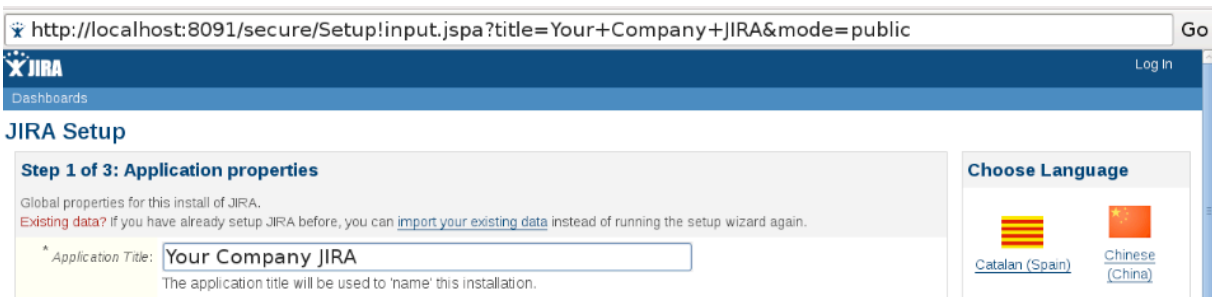 http://localhost:8091/secure/Setup!input.jspa?title=Your+Company+JIRA&mode=public Go
JIRA Log In
Dashboards
JIRA Setup
Step 1 of 3: Application properties
Global properties for this install of JIRA.
Existing data? If you have already setup JIRA before, you can import your existing data instead of running the setup wizard again.
* Application Title: Your Company JIRA
The application title will be used to 'name' this installation.
Choose Language
Catalan (Spain)
Chinese
(China)